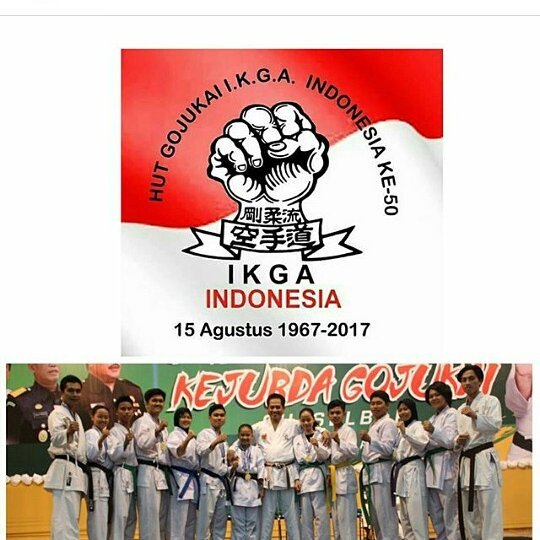 HUT GOJUKAI I.K.G.A. INDONESIA KE-50
剛柔流
空手道
IKGA
INDONESIA
15 Agustus 1967-2017
KEJURDA GOJUKAI